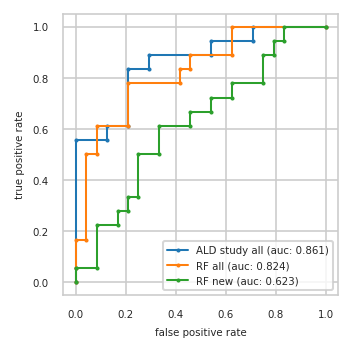 1.0
0.8
0.6
0.4
0.2
0.0
true positive rate
ALD study all (auc: 0.861)
RF all (auc: 0.824)
RF new (auc: 0.623)
0.0 0.2 0.4 0.6 0.8 1.0
false positive rate